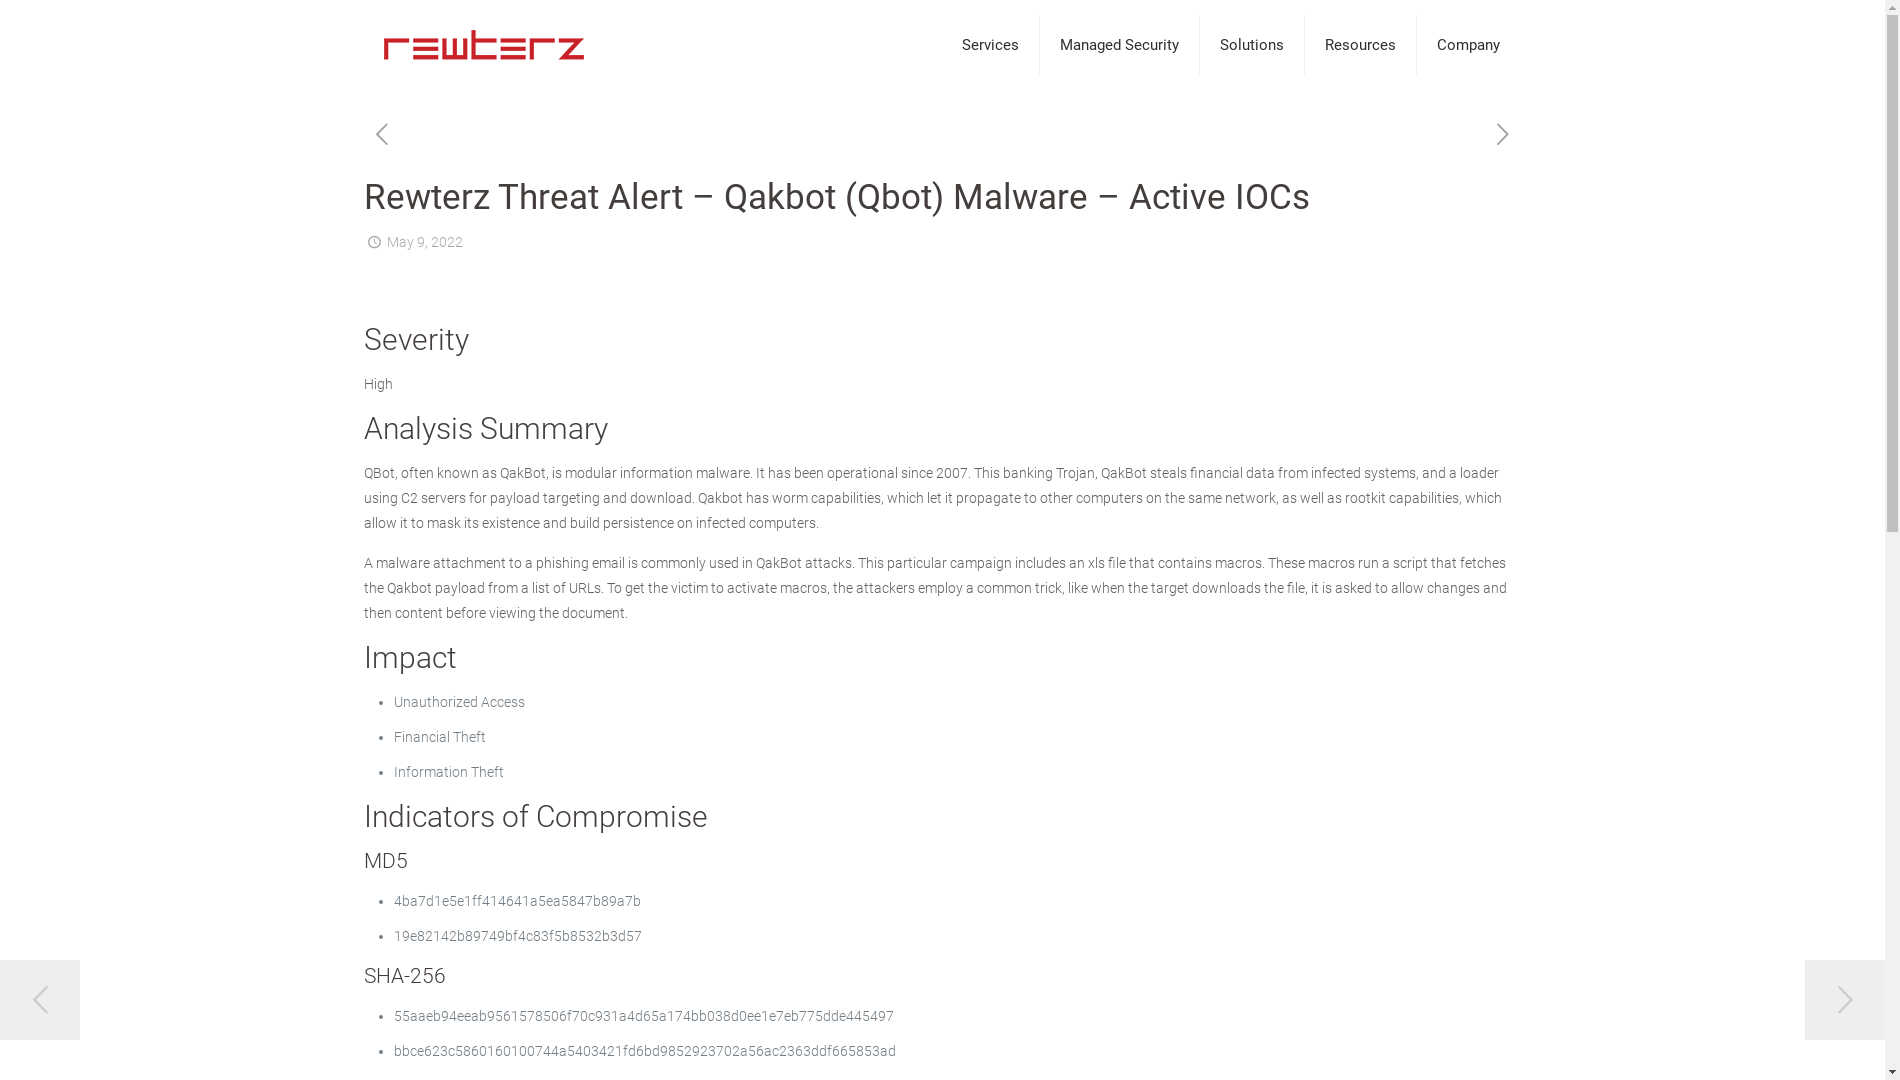 rewterz
Services
Managed Security
Solutions
Resources
Company
Rewterz Threat Alert – Qakbot (Qbot) Malware – Active IOCs
May 9, 2022
Severity
High
Analysis Summary
QBot, often known as QakBot, is modular information malware. It has been operational since 2007. This banking Trojan, QakBot steals financial data from infected systems, and a loader
using C2 servers for payload targeting and download. Qakbot has worm capabilities, which let it propagate to other computers on the same network, as well as rootkit capabilities, which
allow it to mask its existence and build persistence on infected computers.
A malware attachment to a phishing email is commonly used in QakBot attacks. This particular campaign includes an xls file that contains macros. These macros run a script that fetches
the Qakbot payload from a list of URLs. To get the victim to activate macros, the attackers employ a common trick, like when the target downloads the file, it is asked to allow changes and
then content before viewing the document.
Impact
Unauthorized Access
Financial Theft
Information Theft
Indicators of Compromise
MD5
4ba7d1e5e1ff414641a5ea5847b89a7b
19e82142b89749bf4c83f5b8532b3d57
SHA-256
55aaeb94eeab9561578506f70c931a4d65a174bb038d0ee1e7eb775dde445497
bbce623c5860160100744a5403421fd6bd9852923702a56ac2363ddf665853ad